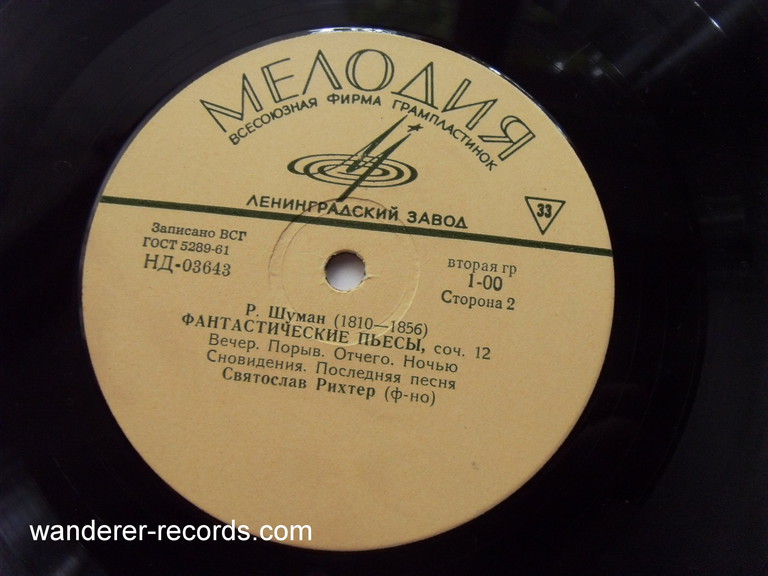 МЕЛОДИЯ
ВСЕСОЮЗНАЯ ФИРМА ГРАМПЛАСТИНОК
ЛЕНИНГРАДСКИЙ ЗАВОД
33
Записано ВСГ
ГОСТ 5289-61
НД-03643
вторая гр
1-00
Сторона 2
Р. Шуман (1810—1856)
ФАНТАСТИЧЕСКИЕ ПЬЕСЫ, соч. 12
Вечер. Порыв. Отчего. Ночью
Сновидения. Последняя песня
Святослав Рихтер (ф-но)
wanderer-records.com